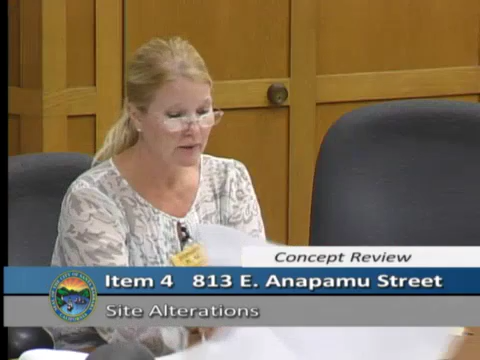 Concept Review
Item 4 813 E. Anapamu Street
Site Alterations